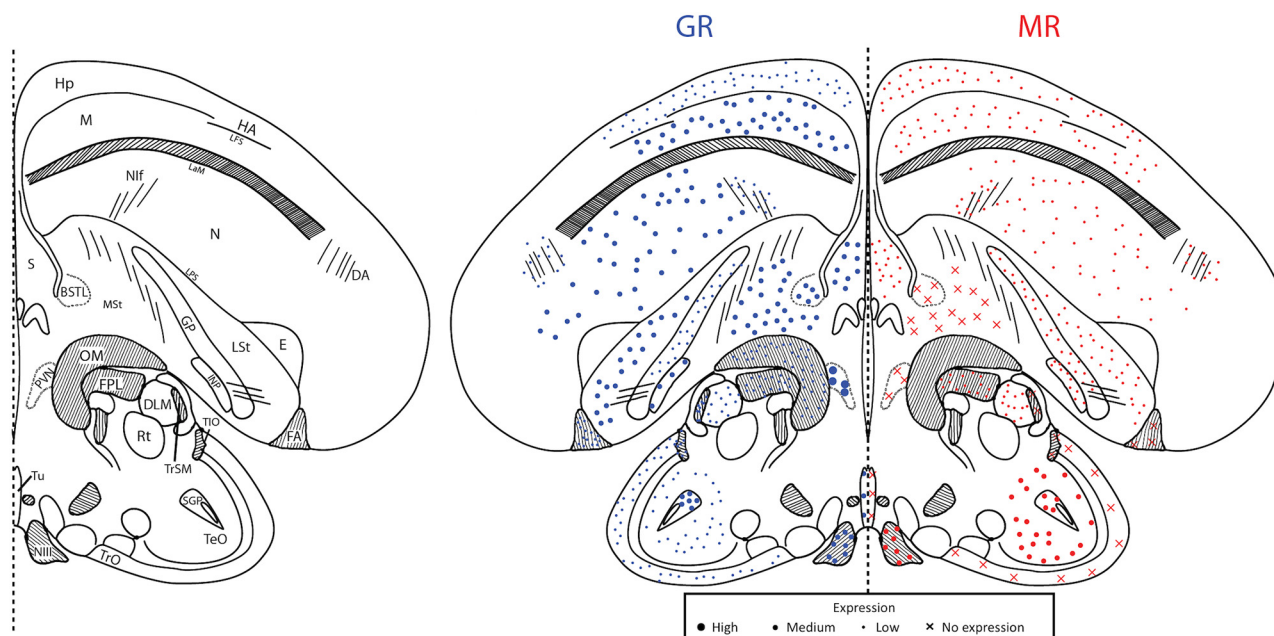 GR
MR
Hp
M
HA
LFS
LaM
NIf
N
S
BSTL
MSt
LPS
DA
GP
LSt
E
INP
OM
PVN
FPL
DLM
TIO
FA
Rt
TrSM
Tu
SGP
TeO
NIII
TrO
Expression
High Medium Low × No expression